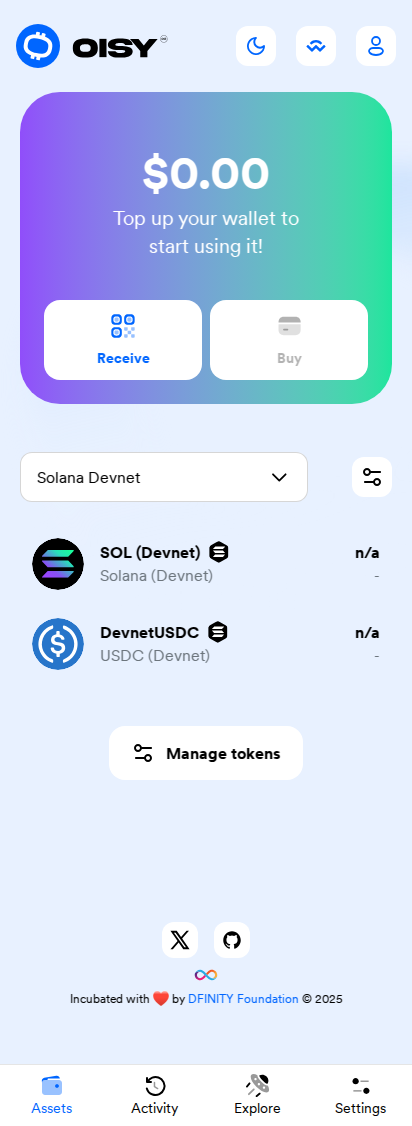 OISY
$0.00
Top up your wallet to
start using it!
Receive
Buy
Solana Devnet
SOL (Devnet)
n/a
Solana (Devnet)
-
DevnetUSDC
n/a
USDC (Devnet)
-
Manage tokens
Incubated with ❤️ by DFINITY Foundation © 2025
Assets
Activity
Explore
Settings